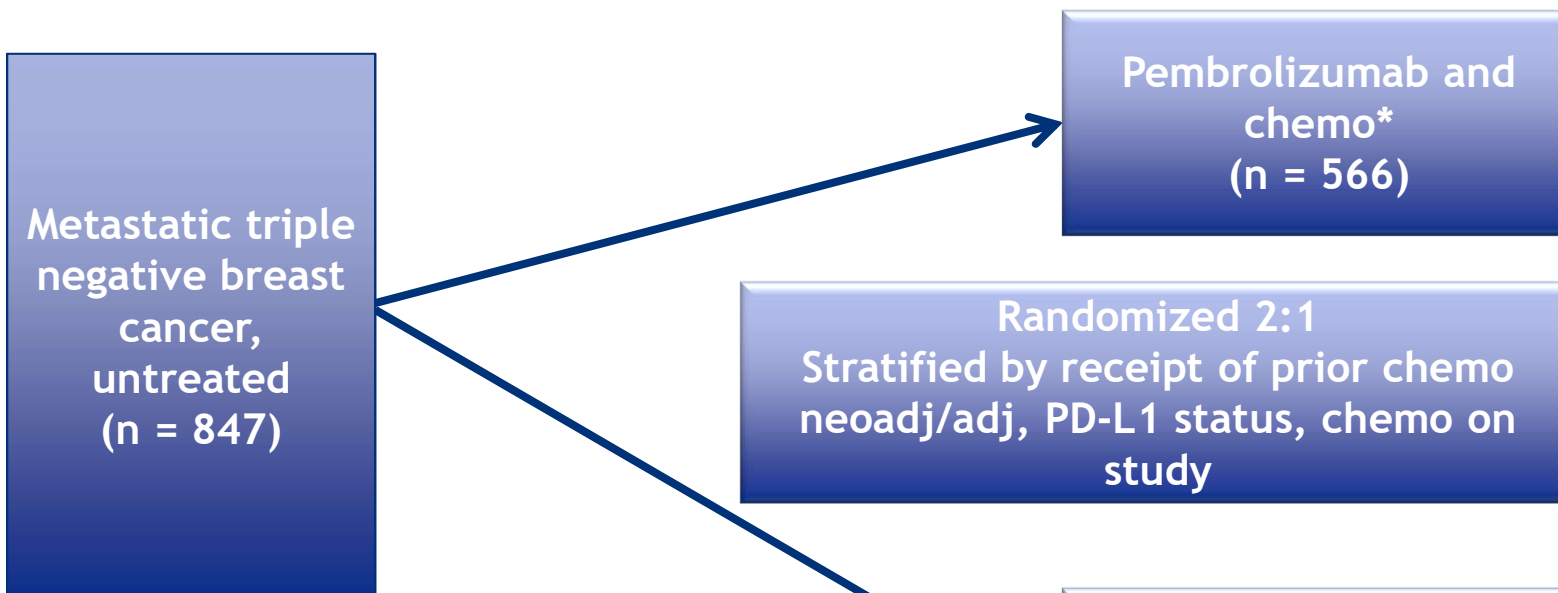 Metastatic triple
negative breast
cancer,
untreated
(n = 847)
Pembrolizumab and
chemo*
(n = 566)
Randomized 2:1
Stratified by receipt of prior chemo
neoadj/adj, PD-L1 status, chemo on
study